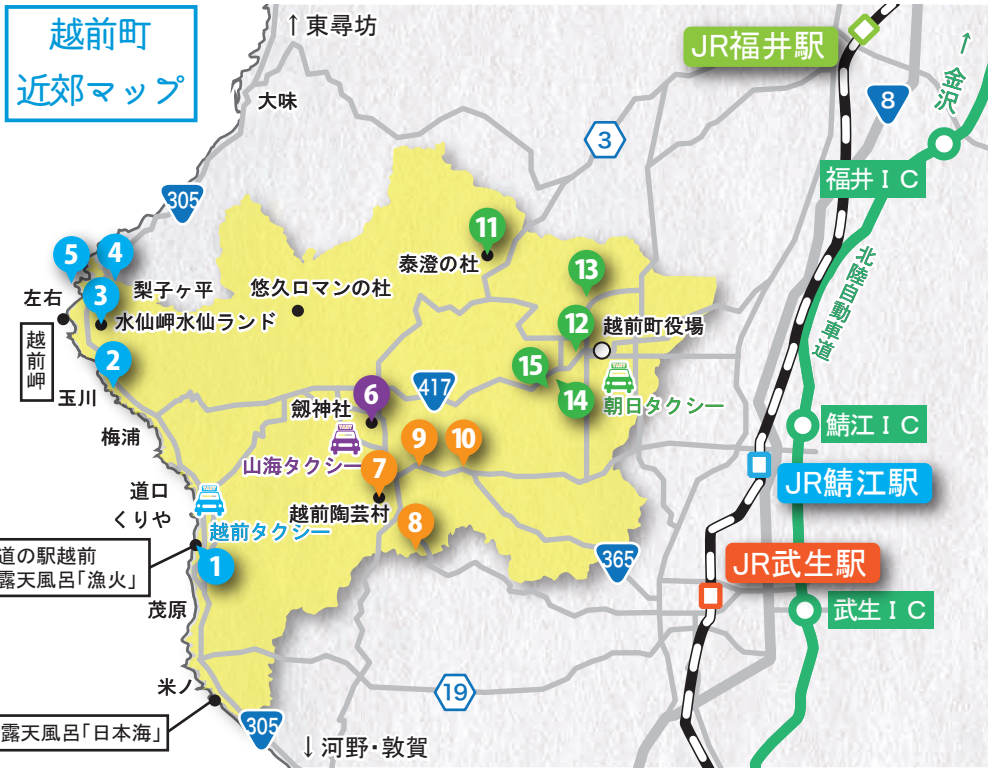 越前町
近郊マップ
↑東尋坊
JR福井駅
↑金沢
大味
8
3
福井IC
305
11
泰澄の杜
5
4
13
北陸自動車道
梨子ヶ平
悠久ロマンの杜
左右
3
水仙岬水仙ランド
12
越前町役場
越前岬
2
15
玉川
6
417
14
朝日タクシー
劔神社
梅浦
9
10
鯖江IC
山海タクシー
7
JR鯖江駅
道口
くりや
越前陶芸村
8
越前タクシー
道の駅越前
露天風呂「漁火」
1
365
JR武生駅
茂原
武生IC
米ノ
19
露天風呂「日本海」
305
↓河野・敦賀